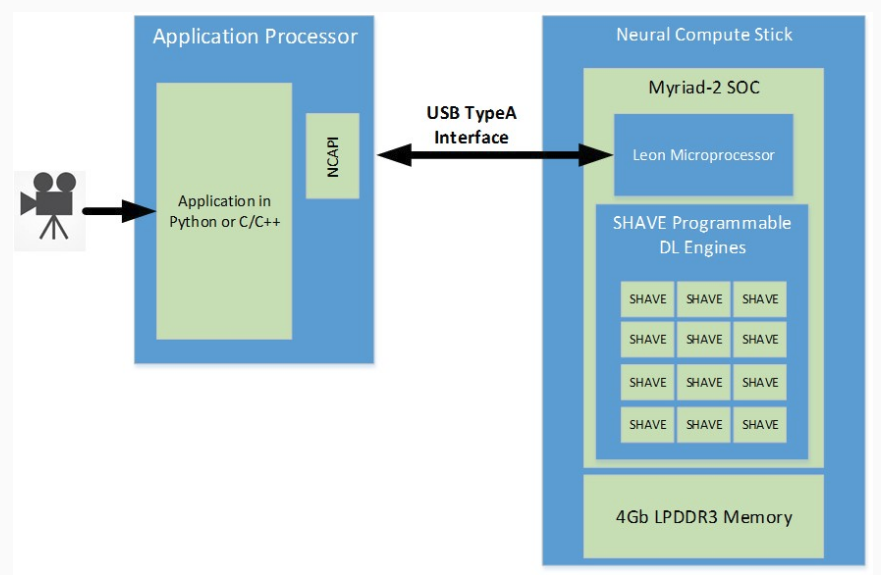 Application Processor
Application in
Python or C/C++
NCAPI
USB TypeA
Interface
Neural Compute Stick
Myriad-2 SOC
Leon Microprocessor
SHAVE Programmable
DL Engines
SHAVE SHAVE SHAVE
SHAVE SHAVE SHAVE
SHAVE SHAVE SHAVE
SHAVE SHAVE SHAVE
4Gb LPDDR3 Memory